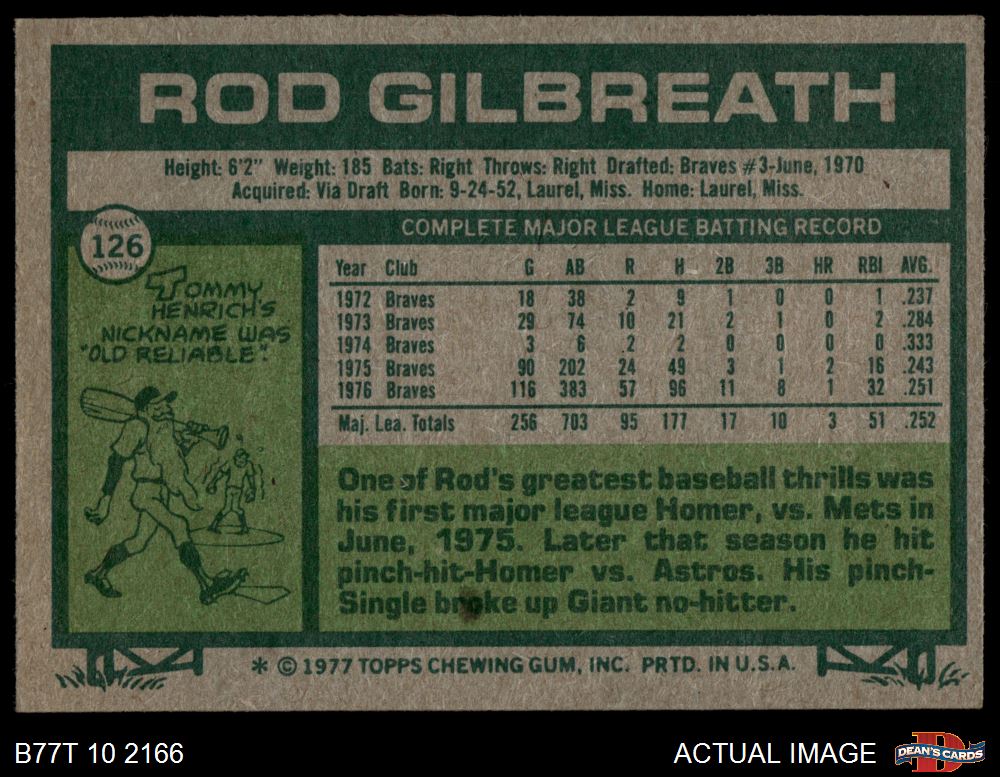 ROD GILBREATH
Height: 6'2" Weight: 185 Bats: Right Throws: Right Drafted: Braves #3-June, 1970
Acquired: Via Draft Born: 9-24-52, Laurel, Miss. Home: Laurel, Miss.
126
COMPLETE MAJOR LEAGUE BATTING RECORD
Year Club G AB R H 2B 3B HR RBI AVG.
1972 Braves 18 38 2 9 1 0 0 1 .237
1973 Braves 29 74 10 21 2 1 0 2 .284
1974 Braves 3 6 2 2 0 0 0 0 .333
1975 Braves 90 202 24 49 3 1 2 16 .243
1976 Braves 116 383 57 96 11 8 1 32 .251
Maj. Lea. Totals 256 703 95 177 17 10 3 51 .252
TOMMY
HENRICH'S
NICKNAME WAS
"OLD RELIABLE".
One of Rod's greatest baseball thrills was
his first major league Homer, vs. Mets in
June, 1975. Later that season he hit
pinch-hit-Homer vs. Astros. His pinch-
Single broke up Giant no-hitter.
* © 1977 TOPPS CHEWING GUM, INC. PRTD. IN U.S.A.
B77T 10 2166
ACTUAL IMAGE
D
DEAN'S CARDS